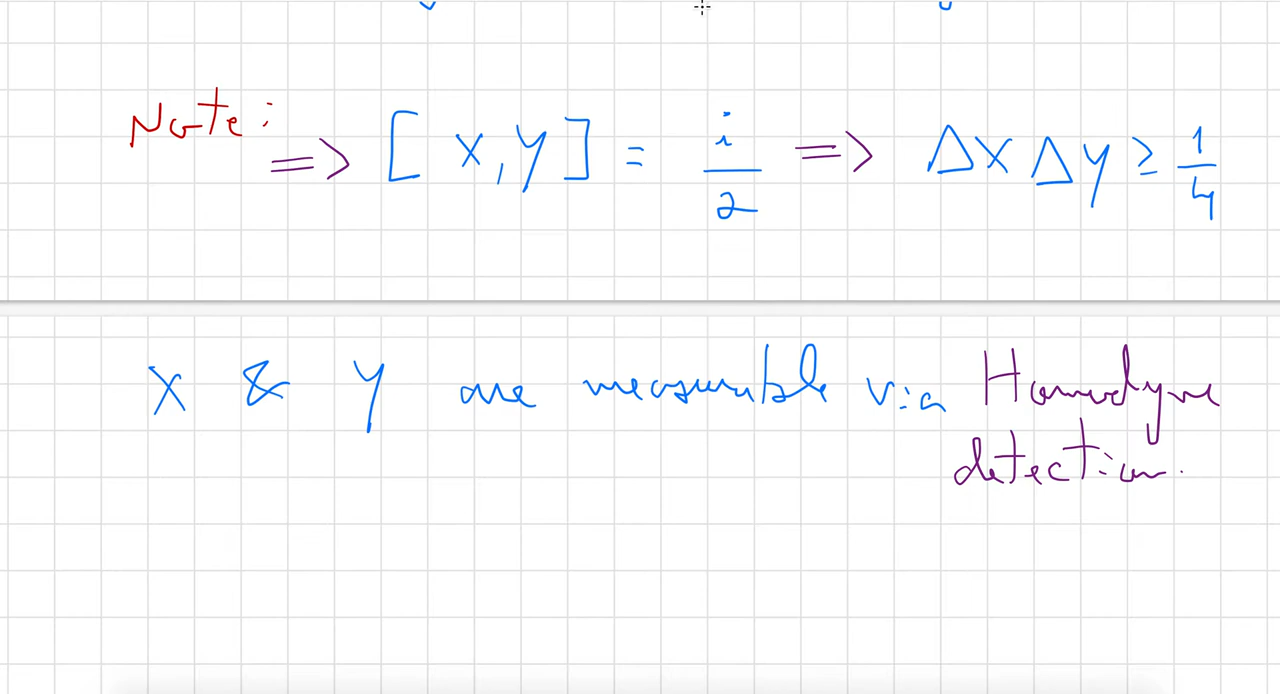 Note:
=> [X, Y] = i/2 => ΔX ΔY ≥ 1/4
X & Y are measurable via Homodyne
detection.